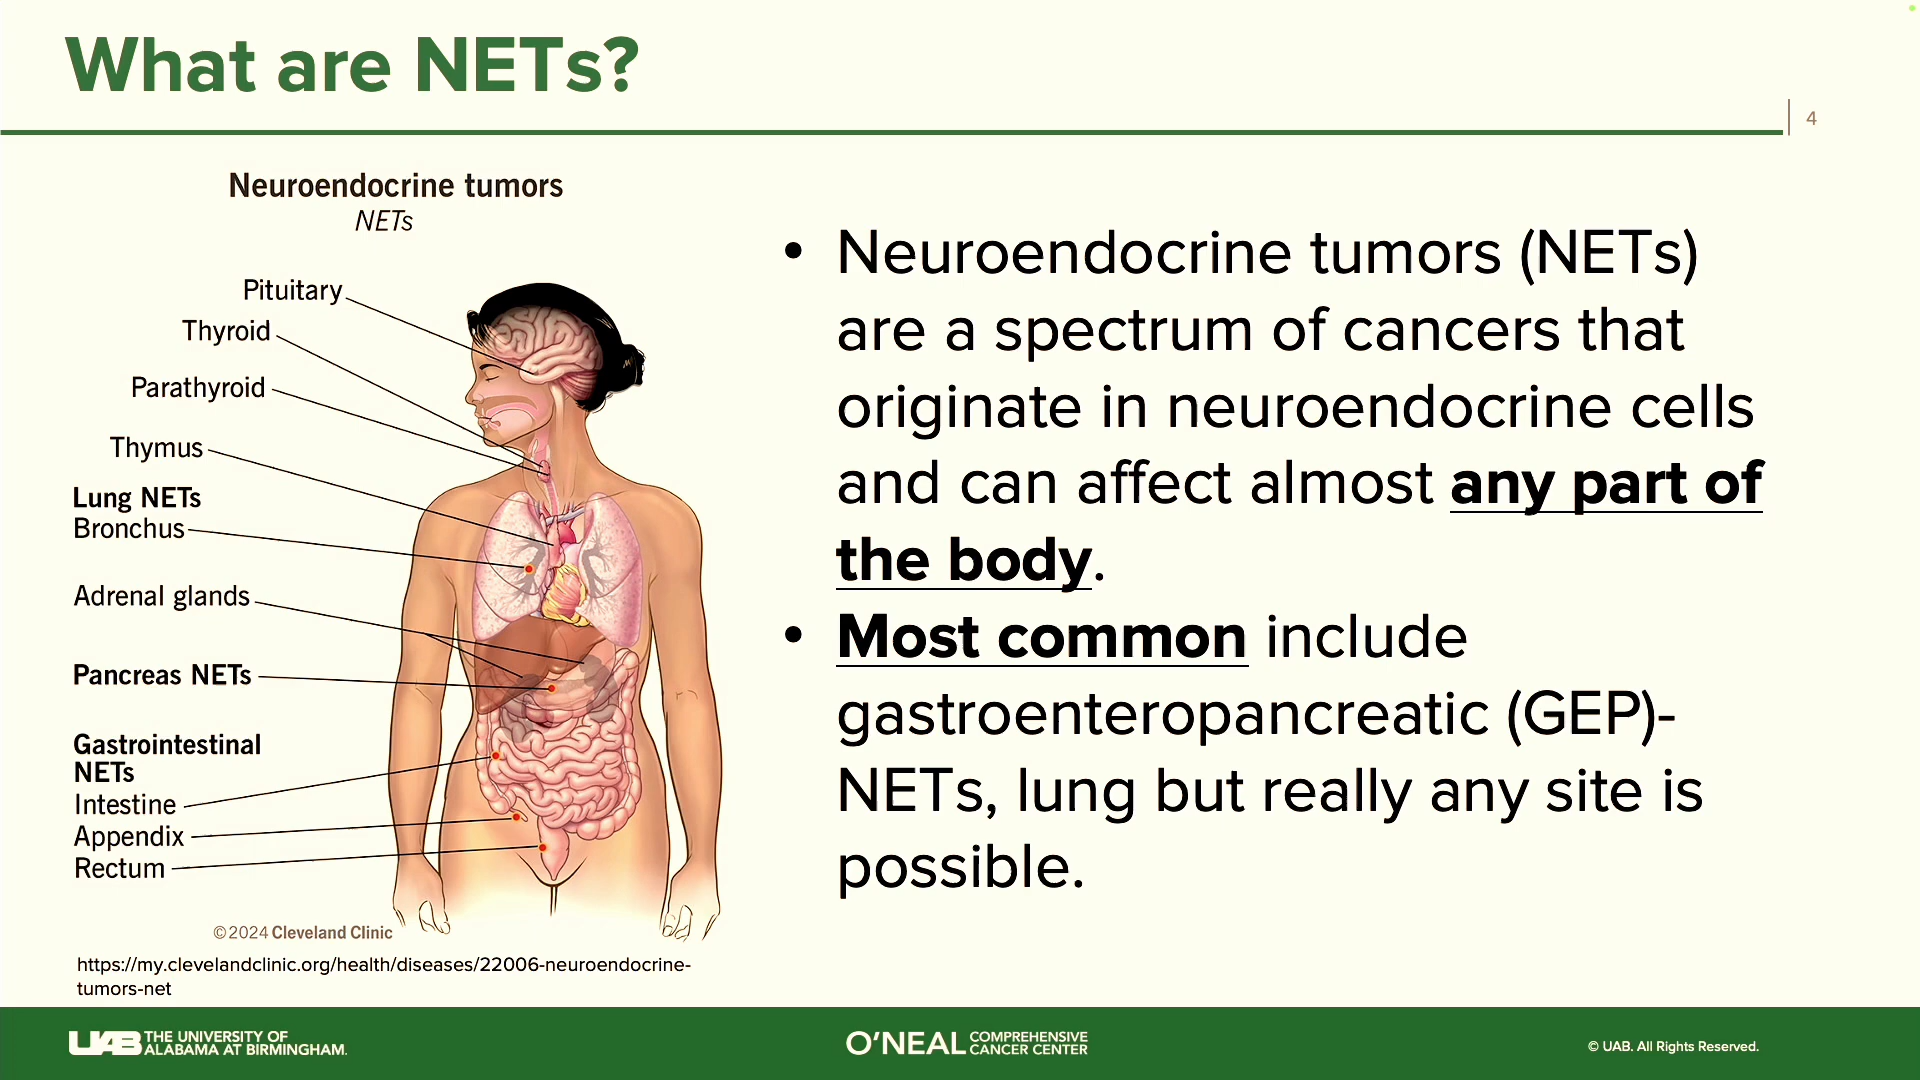 What are NETs?
4
Neuroendocrine tumors
NETs
Pituitary
Thyroid
Parathyroid
Thymus
Lung NETs
Bronchus
Adrenal glands
Pancreas NETs
Gastrointestinal
NETs
Intestine
Appendix
Rectum
©2024 Cleveland Clinic
https://my.clevelandclinic.org/health/diseases/22006-neuroendocrine-
tumors-net
• Neuroendocrine tumors (NETs)
are a spectrum of cancers that
originate in neuroendocrine cells
and can affect almost any part of
the body.
• Most common include
gastroenteropancreatic (GEP)-
NETs, lung but really any site is
possible.
UAB THE UNIVERSITY OF
ALABAMA AT BIRMINGHAM.
O’NEAL COMPREHENSIVE
CANCER CENTER
© UAB. All Rights Reserved.